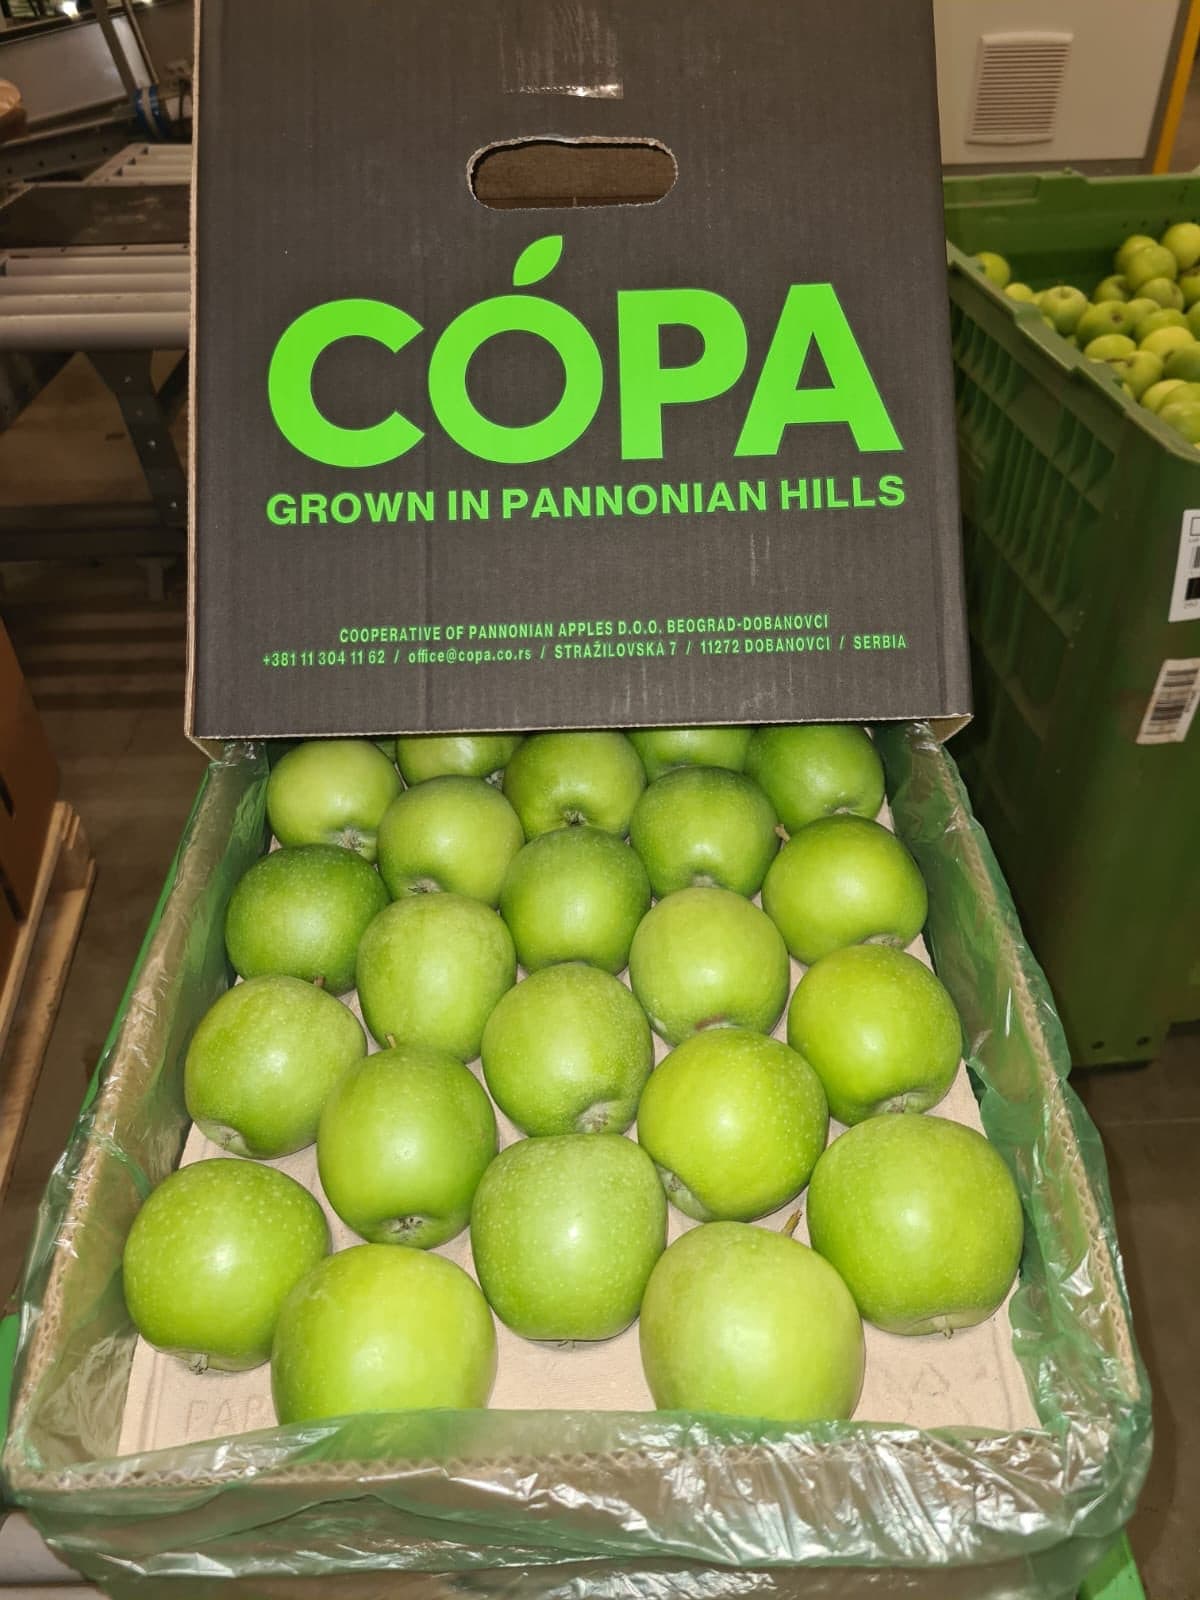 CÓPA
GROWN IN PANNONIAN HILLS
COOPERATIVE OF PANNONIAN APPLES D.O.O. BEOGRAD-DOBANOVCI
+381 11 304 11 62 / office@copa.co.rs / STRAŽILOVSKA 7 / 11272 DOBANOVCI / SERBIA
PAP